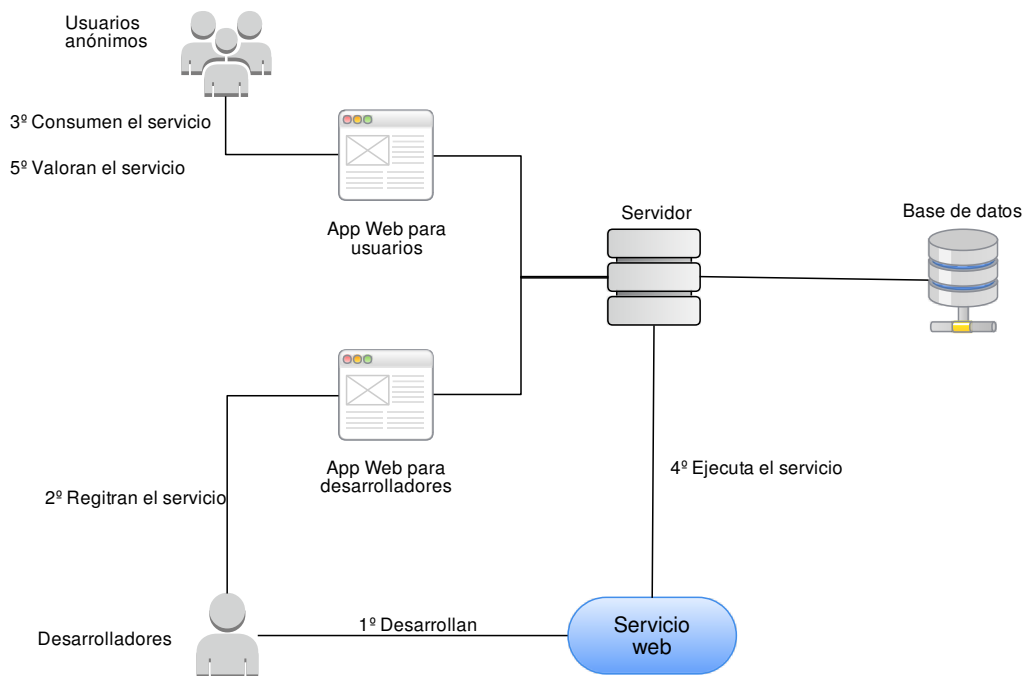 Usuarios
anónimos
3º Consumen el servicio
5º Valoran el servicio
App Web para
usuarios
Servidor
Base de datos
App Web para
desarrolladores
4º Ejecuta el servicio
2º Regitran el servicio
Desarrolladores
1º Desarrollan
Servicio
web